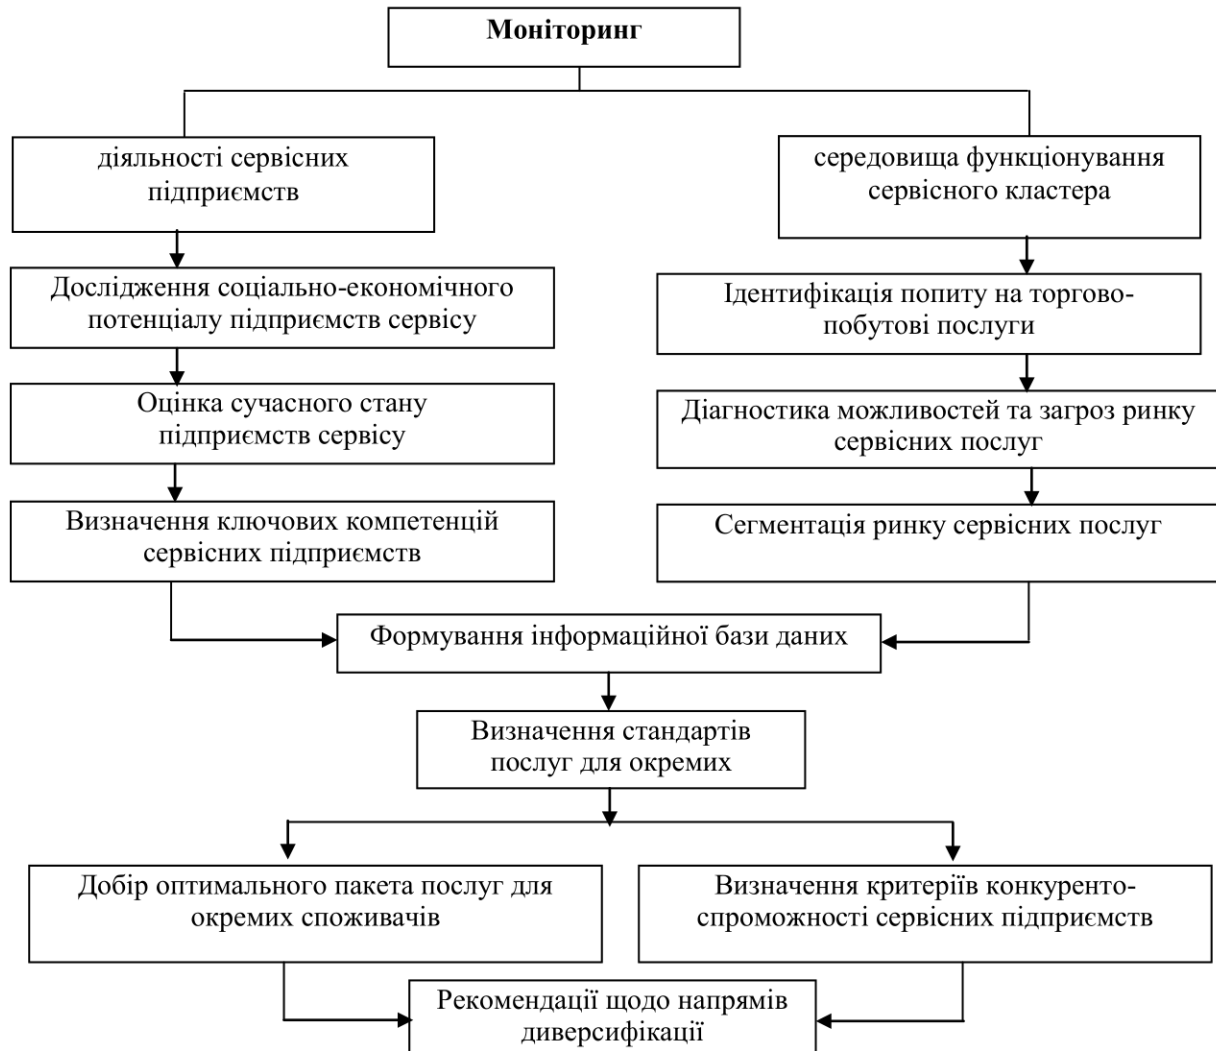 Моніторинг
діяльності сервісних
підприємств
середовища функціонування
сервісного кластера
Дослідження соціально-економічного
потенціалу підприємств сервісу
Ідентифікація попиту на торгово-
побутові послуги
Оцінка сучасного стану
підприємств сервісу
Діагностика можливостей та загроз ринку
сервісних послуг
Визначення ключових компетенцій
сервісних підприємств
Сегментація ринку сервісних послуг
Формування інформаційної бази даних
Визначення стандартів
послуг для окремих
Добір оптимального пакета послуг для
окремих споживачів
Визначення критеріїв конкуренто-
спроможності сервісних підприємств
Рекомендації щодо напрямів
диверсифікації